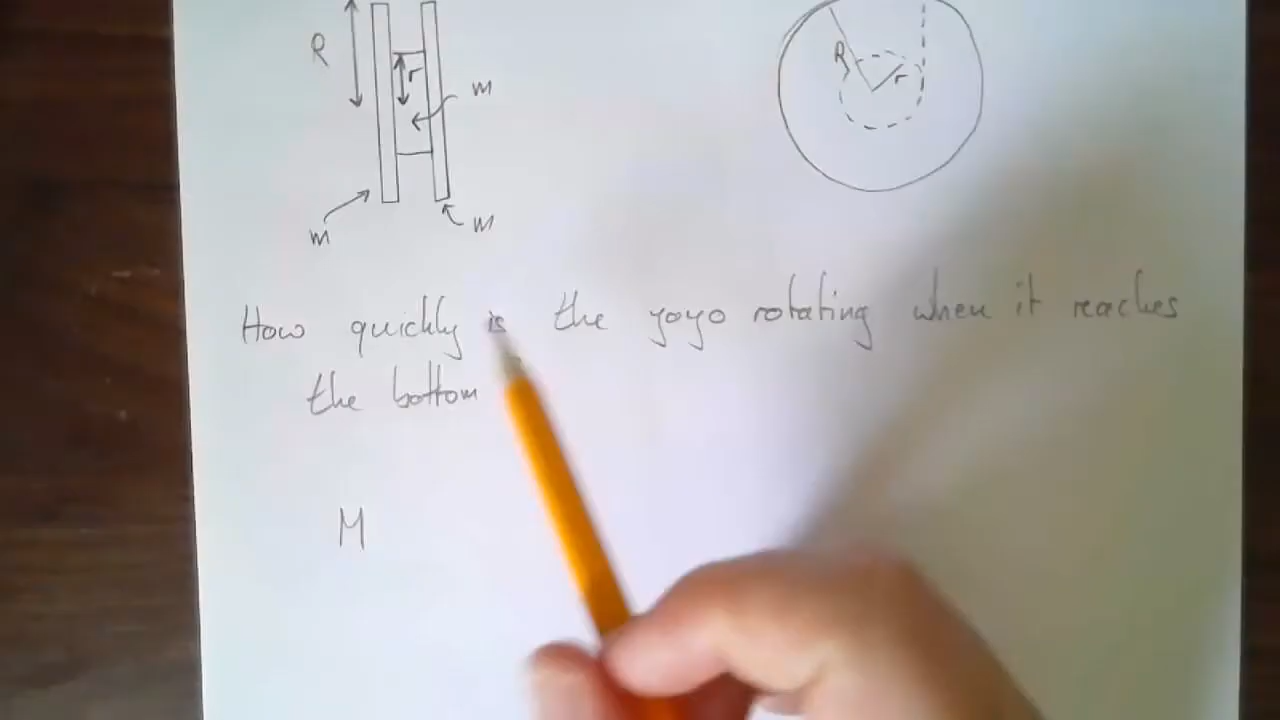 R
r
m
m
m
R
r
How quickly is the yoyo rotating when it reaches
the bottom
M